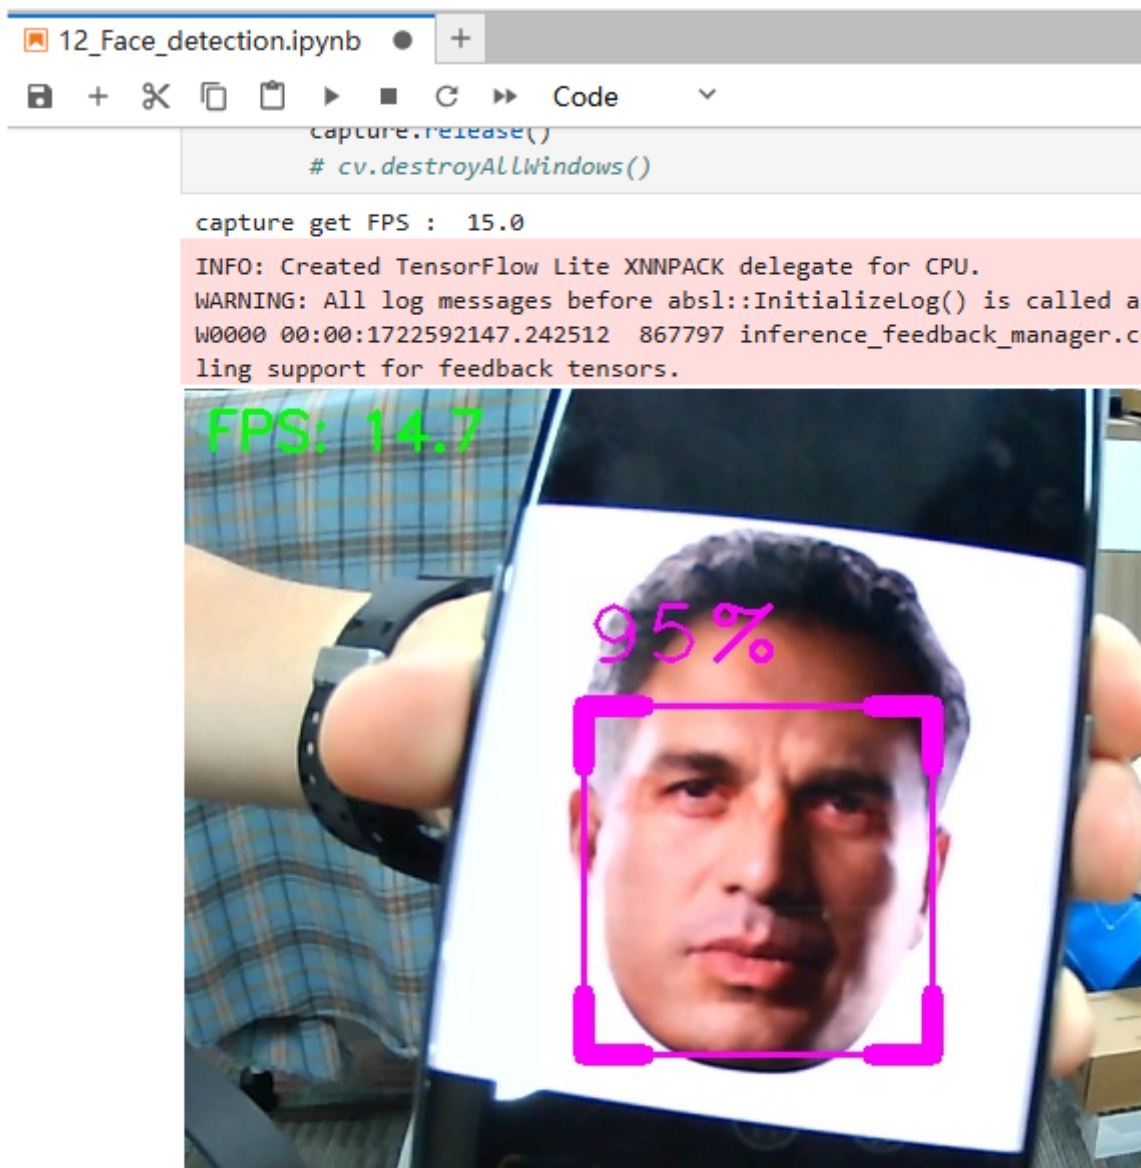 12_Face_detection.ipynb
Code
capture.release()
# cv.destroyAllWindows()
capture get FPS :  15.0
INFO: Created TensorFlow Lite XNNPACK delegate for CPU.
WARNING: All log messages before absl::InitializeLog() is called a
W0000 00:00:1722592147.242512  867797 inference_feedback_manager.c
ling support for feedback tensors.
FPS: 14.7
95%